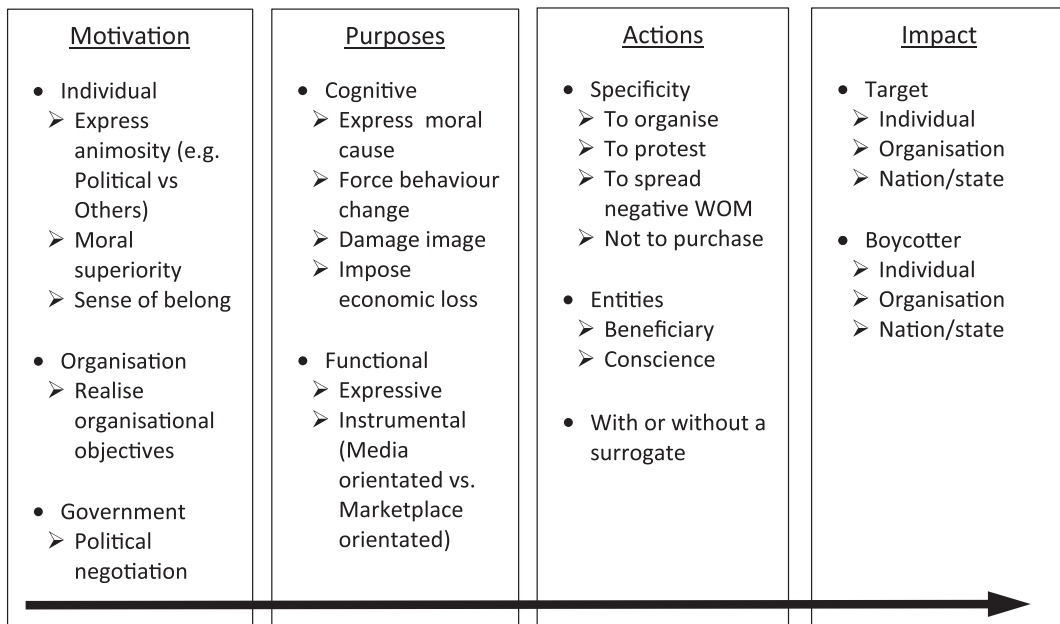 Motivation
• Individual
➢ Express
animosity (e.g.
Political vs
Others)
➢ Moral
superiority
➢ Sense of belong
• Organisation
➢ Realise
organisational
objectives
• Government
➢ Political
negotiation
Purposes
• Cognitive
➢ Express moral
cause
➢ Force behaviour
change
➢ Damage image
➢ Impose
economic loss
• Functional
➢ Expressive
➢ Instrumental
(Media
orientated vs.
Marketplace
orientated)
Actions
• Specificity
➢ To organise
➢ To protest
➢ To spread
negative WOM
➢ Not to purchase
• Entities
➢ Beneficiary
➢ Conscience
• With or without a
surrogate
Impact
• Target
➢ Individual
➢ Organisation
➢ Nation/state
• Boycotter
➢ Individual
➢ Organisation
➢ Nation/state